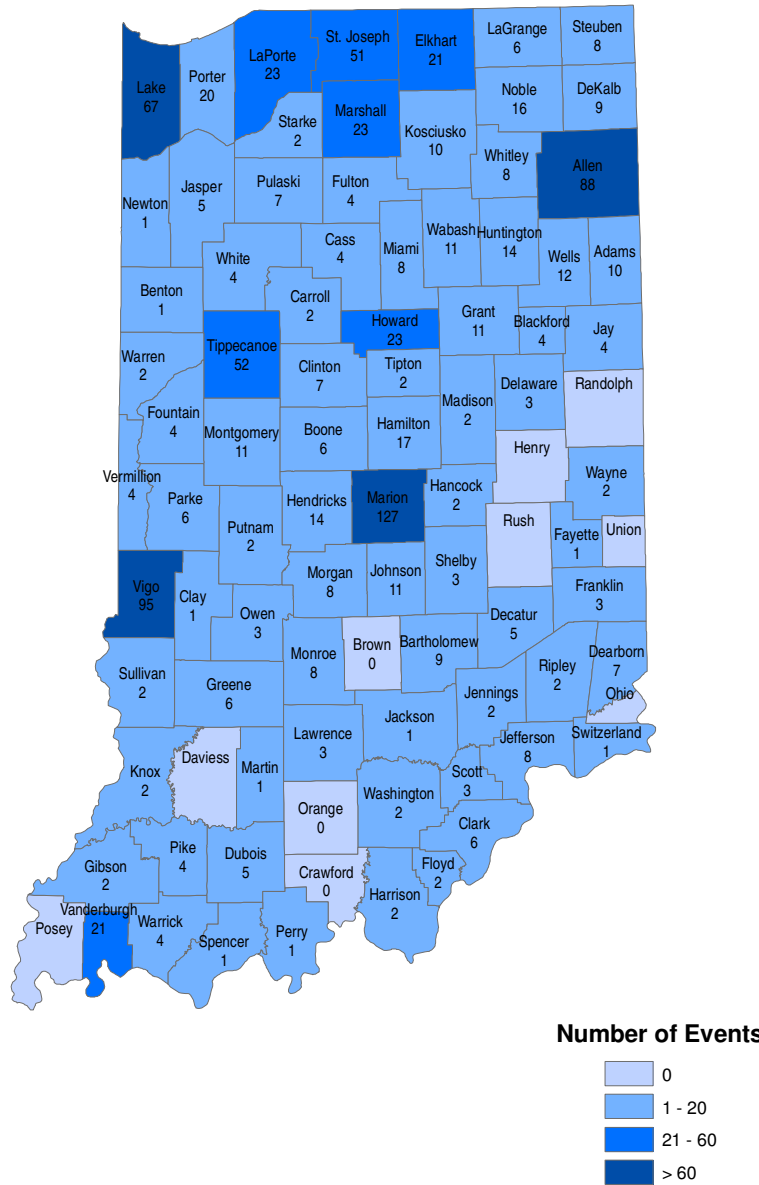 LaGrange
6
Steuben
8
St. Joseph
51
Elkhart
21
LaPorte
23
Porter
20
Lake
67
Noble
16
DeKalb
9
Marshall
23
Starke
2
Kosciusko
10
Whitley
8
Allen
88
Newton
1
Jasper
5
Pulaski
7
Fulton
4
Wabash
11
Huntington
14
Cass
4
Miami
8
White
4
Wells
12
Adams
10
Benton
1
Carroll
2
Howard
23
Grant
11
Blackford
4
Jay
4
Tippecanoe
52
Warren
2
Clinton
7
Tipton
2
Madison
2
Delaware
3
Randolph
Fountain
4
Montgomery
11
Boone
6
Hamilton
17
Henry
Vermillion
4
Parke
6
Putnam
2
Hendricks
14
Marion
127
Hancock
2
Wayne
2
Rush
Fayette
1
Union
Vigo
95
Clay
1
Owen
3
Morgan
8
Johnson
11
Shelby
3
Franklin
3
Decatur
5
Sullivan
2
Greene
6
Monroe
8
Brown
0
Bartholomew
9
Ripley
2
Dearborn
7
Ohio
Jennings
2
Jackson
1
Lawrence
3
Jefferson
8
Switzerland
1
Knox
2
Daviess
Martin
1
Scott
3
Washington
2
Orange
0
Clark
6
Gibson
2
Pike
4
Dubois
5
Crawford
0
Floyd
2
Harrison
2
Posey
Vanderburgh
21
Warrick
4
Spencer
1
Perry
1
Number of Events
0
1 - 20
21 - 60
> 60